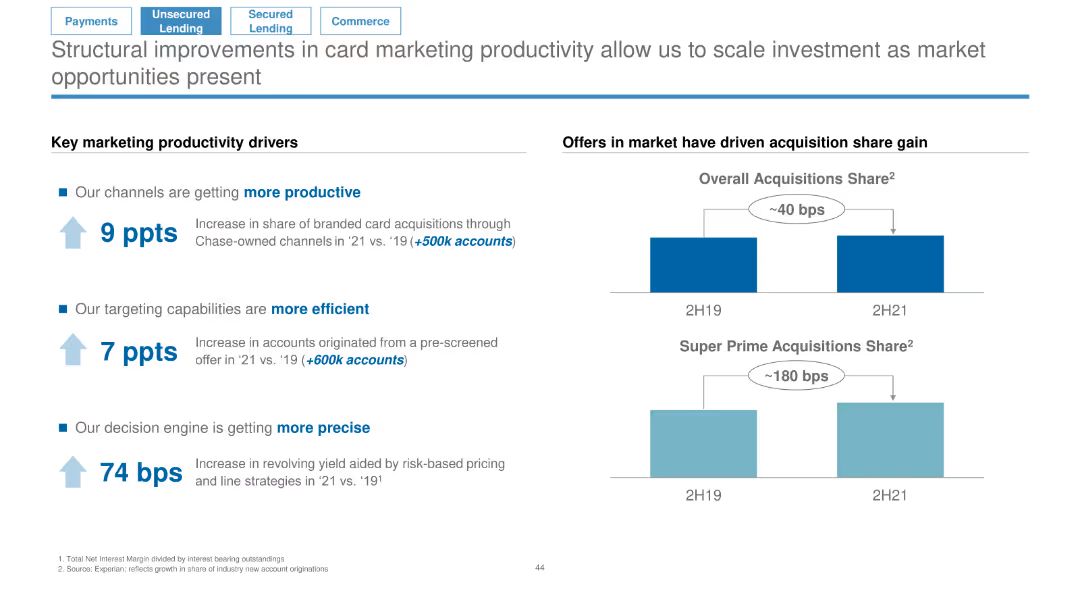 Payments
Unsecured
Lending
Secured
Lending
Commerce
Structural improvements in card marketing productivity allow us to scale investment as market
opportunities present
Key marketing productivity drivers
■ Our channels are getting more productive
9 ppts
Increase in share of branded card acquisitions through
Chase-owned channels in ‘21 vs. ‘19 (+500k accounts)
■ Our targeting capabilities are more efficient
7 ppts
Increase in accounts originated from a pre-screened
offer in ‘21 vs. ‘19 (+600k accounts)
■ Our decision engine is getting more precise
74 bps
Increase in revolving yield aided by risk-based pricing
and line strategies in ‘21 vs. ‘19¹
Offers in market have driven acquisition share gain
Overall Acquisitions Share²
~40 bps
2H19
2H21
Super Prime Acquisitions Share²
~180 bps
2H19
2H21
1. Total Net Interest Margin divided by interest bearing outstandings
2. Source: Experian; reflects growth in share of industry new account originations
44